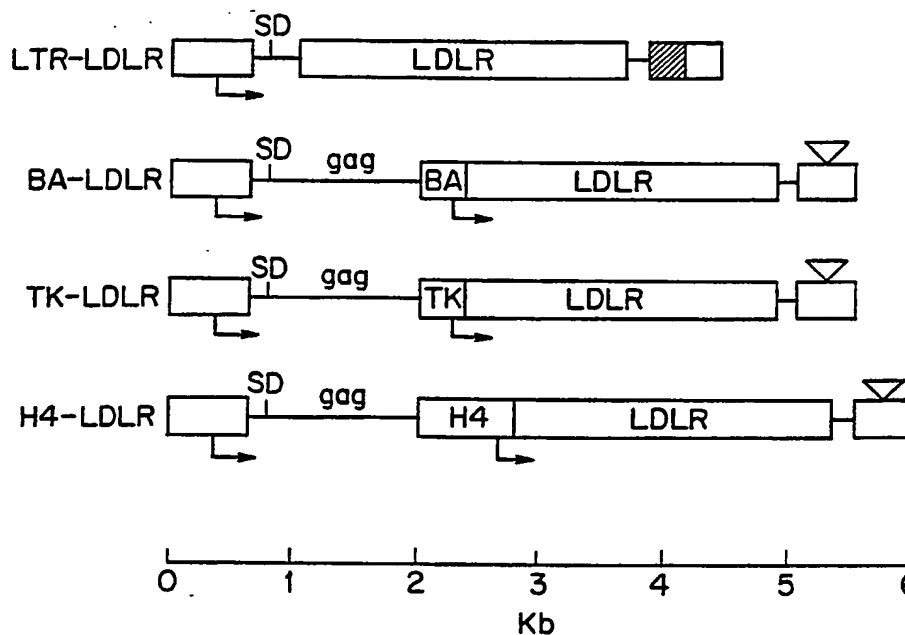 SD
LTR-LDLR LDLR
SD gag
BA-LDLR BA LDLR
SD gag
TK-LDLR TK LDLR
SD gag
H4-LDLR H4 LDLR
0 1 2 3 4 5 6
Kb